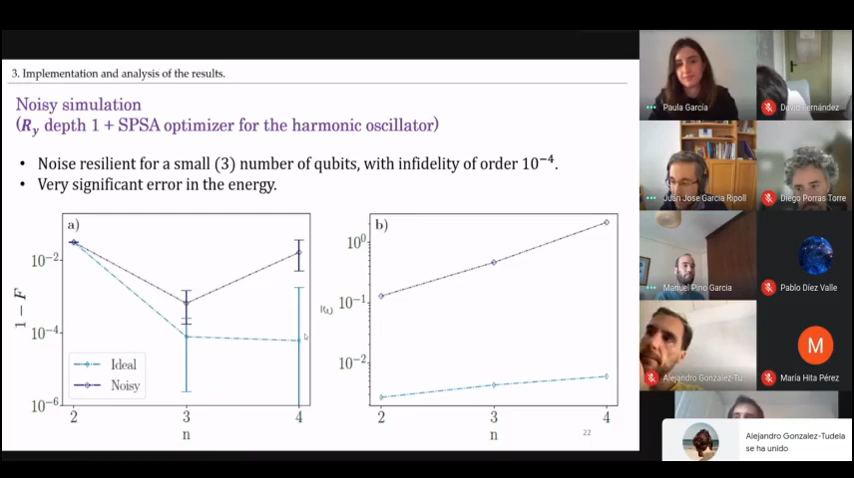 3. Implementation and analysis of the results.
Noisy simulation
(Ry depth 1 + SPSA optimizer for the harmonic oscillator)
• Noise resilient for a small (3) number of qubits, with infidelity of order 10⁻⁴.
• Very significant error in the energy.
a)
10⁻²
10⁻⁴
10⁻⁶
1 − F
Ideal
Noisy
2 3 4
n
b)
10⁰
10⁻¹
10⁻²
ε̄
2 3 4
n
22
Paula García
David Fernández
Juan Jose Garcia Ripoll
Diego Porras Torre
Manuel Pino Garcia
Pablo Díez Valle
Alejandro Gonzalez-Tu
M
María Hita Pérez
Alejandro Gonzalez-Tudela
se ha unido